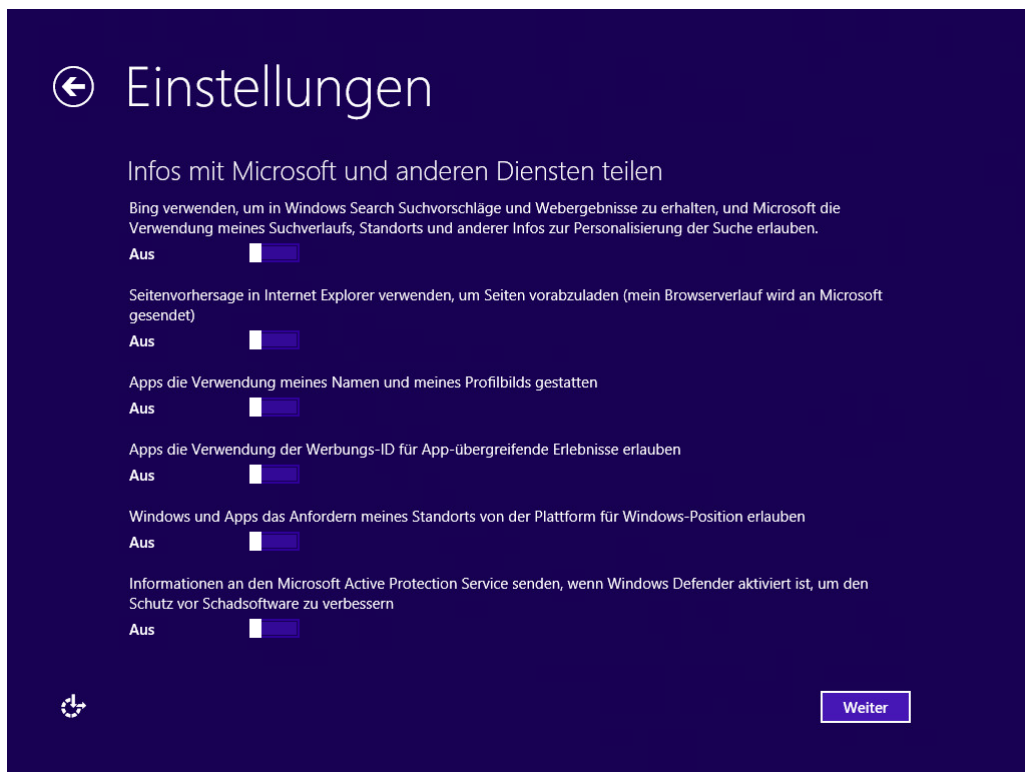 Einstellungen
Infos mit Microsoft und anderen Diensten teilen
Bing verwenden, um in Windows Search Suchvorschläge und Webergebnisse zu erhalten, und Microsoft die
Verwendung meines Suchverlaufs, Standorts und anderer Infos zur Personalisierung der Suche erlauben.
Aus
Seitenvorhersage in Internet Explorer verwenden, um Seiten vorabzuladen (mein Browserverlauf wird an Microsoft
gesendet)
Aus
Apps die Verwendung meines Namen und meines Profilbilds gestatten
Aus
Apps die Verwendung der Werbungs-ID für App-übergreifende Erlebnisse erlauben
Aus
Windows und Apps das Anfordern meines Standorts von der Plattform für Windows-Position erlauben
Aus
Informationen an den Microsoft Active Protection Service senden, wenn Windows Defender aktiviert ist, um den
Schutz vor Schadsoftware zu verbessern
Aus
Weiter